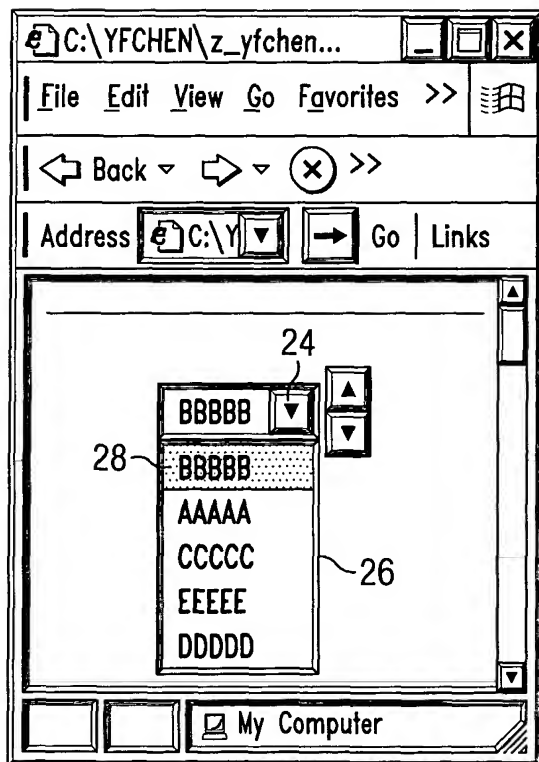 C:\YFCHEN\z_yfchen...
File Edit View Go Favorites >>
Back >>
Address C:\Y Go Links
24
BBBBB
28 BBBBB
AAAAA
CCCCC
26
EEEEE
DDDDD
My Computer